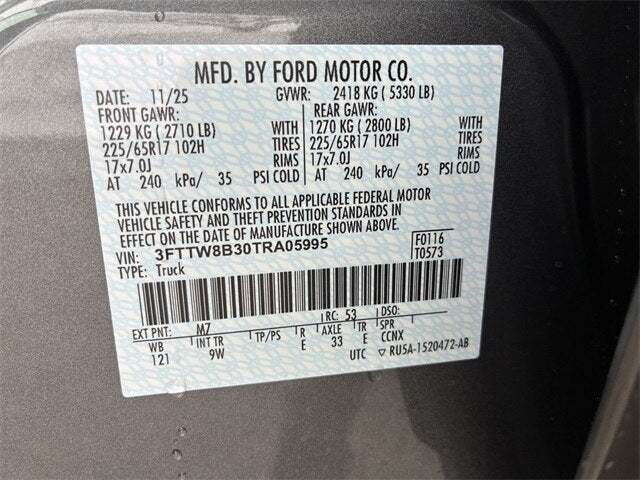 MFD. BY FORD MOTOR CO.
DATE: 11/25 GVWR: 2418 KG ( 5330 LB)
FRONT GAWR: REAR GAWR:
1229 KG ( 2710 LB) WITH 1270 KG ( 2800 LB) WITH
225/65R17 102H TIRES 225/65R17 102H TIRES
17x7.0J RIMS 17x7.0J RIMS
AT 240 kPa/ 35 PSI COLD AT 240 kPa/ 35 PSI COLD
THIS VEHICLE CONFORMS TO ALL APPLICABLE FEDERAL MOTOR
VEHICLE SAFETY AND THEFT PREVENTION STANDARDS IN
EFFECT ON THE DATE OF MANUFACTURE SHOWN ABOVE.
VIN: 3FTTW8B30TRA05995 F0116
TYPE: Truck T0573
EXT PNT: M7 RC: 53 DSO:
WB INT TR TP/PS R AXLE TR SPR
121 9W E 33 E CCNX
UTC ▽ RU5A-1520472-AB